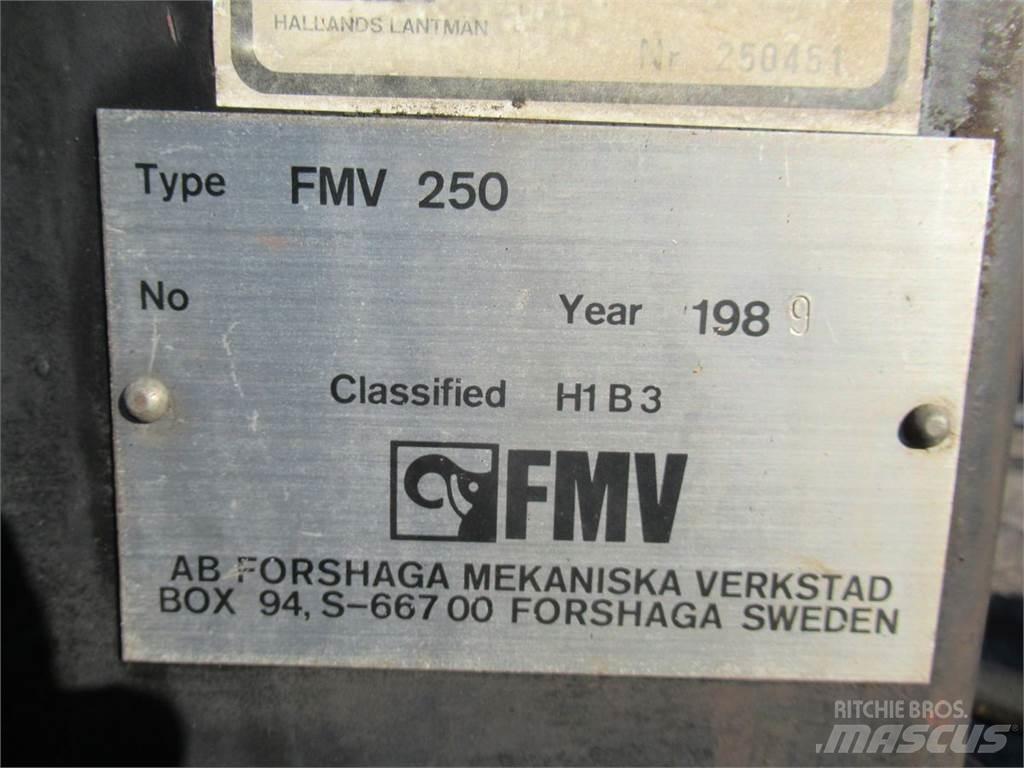 HALLANDS LANTMÄN
Nr 250451
Type FMV 250
No Year 1989
Classified H1 B 3
FMV
AB FORSHAGA MEKANISKA VERKSTAD
BOX 94, S-667 00 FORSHAGA SWEDEN
RITCHIE BROS.
MASCUS